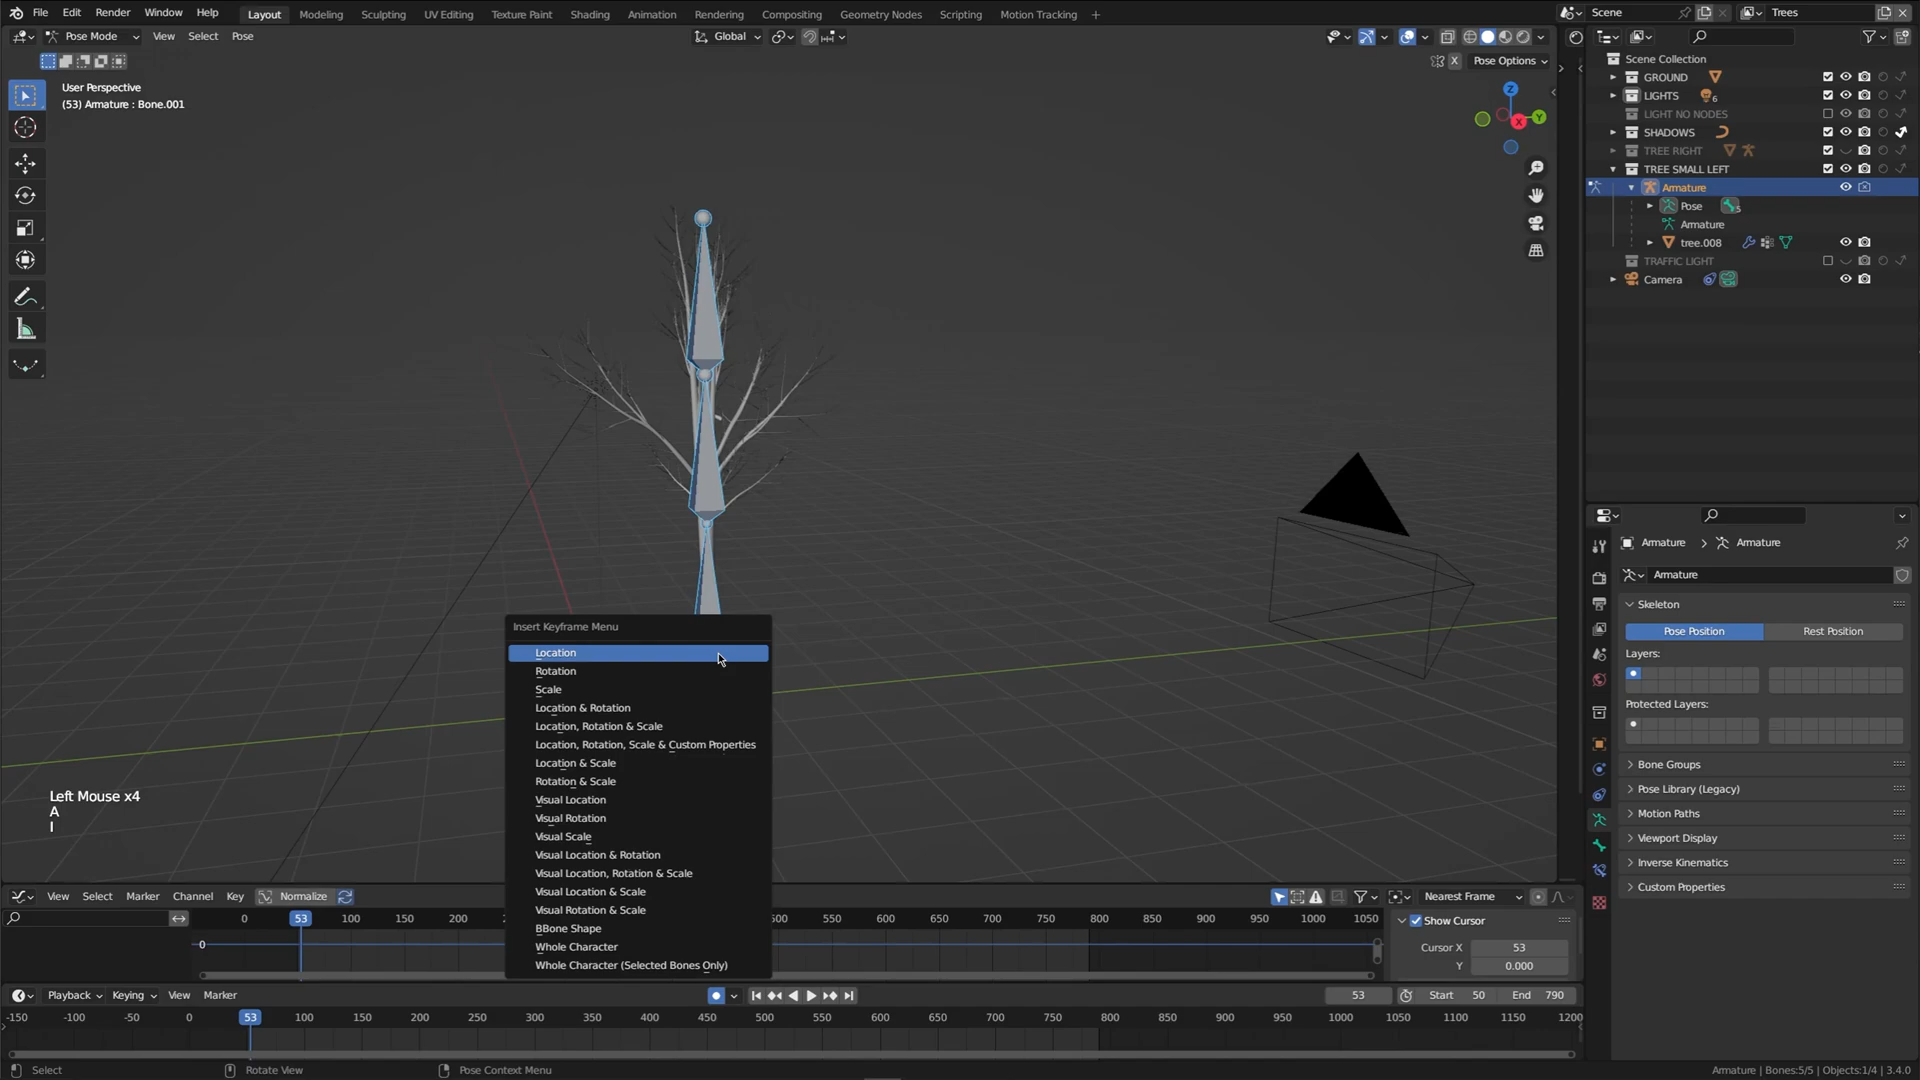 File Edit Render Window Help Layout Modeling Sculpting UV Editing Texture Paint Shading Animation Rendering Compositing Geometry Nodes Scripting Motion Tracking + Scene Trees
Pose Mode View Select Pose Global
X Pose Options
User Perspective
(53) Armature : Bone.001
Z
Y
X
Scene Collection
GROUND
LIGHTS 6
LIGHT NO NODES
SHADOWS
TREE RIGHT
TREE SMALL LEFT
Armature
Pose 5
Armature
tree.008
TRAFFIC LIGHT
Camera
Armature > Armature
Armature
Skeleton
Pose Position Rest Position
Layers:
Protected Layers:
Bone Groups
Pose Library (Legacy)
Motion Paths
Viewport Display
Inverse Kinematics
Custom Properties
Insert Keyframe Menu
Location
Rotation
Scale
Location & Rotation
Location, Rotation & Scale
Location, Rotation, Scale & Custom Properties
Location & Scale
Rotation & Scale
Visual Location
Visual Rotation
Visual Scale
Visual Location & Rotation
Visual Location, Rotation & Scale
Visual Location & Scale
Visual Rotation & Scale
BBone Shape
Whole Character
Whole Character (Selected Bones Only)
Left Mouse x4
A
I
View Select Marker Channel Key Normalize Nearest Frame
0 53 100 150 200 500 550 600 650 700 750 800 850 900 950 1000 1050
0
Show Cursor
Cursor X 53
Y 0.000
Playback Keying View Marker 53 Start 50 End 790
-150 -100 -50 0 53 100 150 200 250 300 350 400 450 500 550 600 650 700 750 800 850 900 950 1000 1050 1100 1150 1200
Select Rotate View Pose Context Menu Armature | Bones:5/5 | Objects:1/4 | 3.4.0